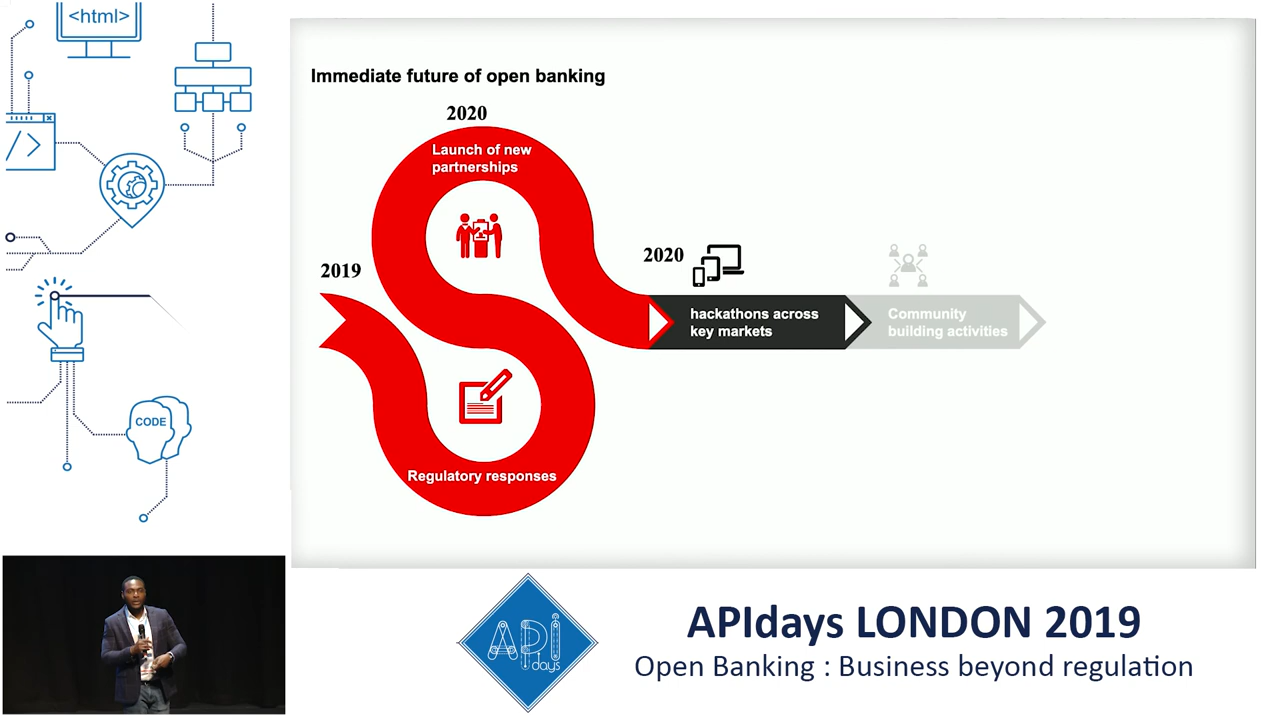 <html>
</>
CODE
Immediate future of open banking
2020
Launch of new
partnerships
2019
2020
hackathons across
key markets
Community
building activities
Regulatory responses
API
days
APIdays LONDON 2019
Open Banking : Business beyond regulation